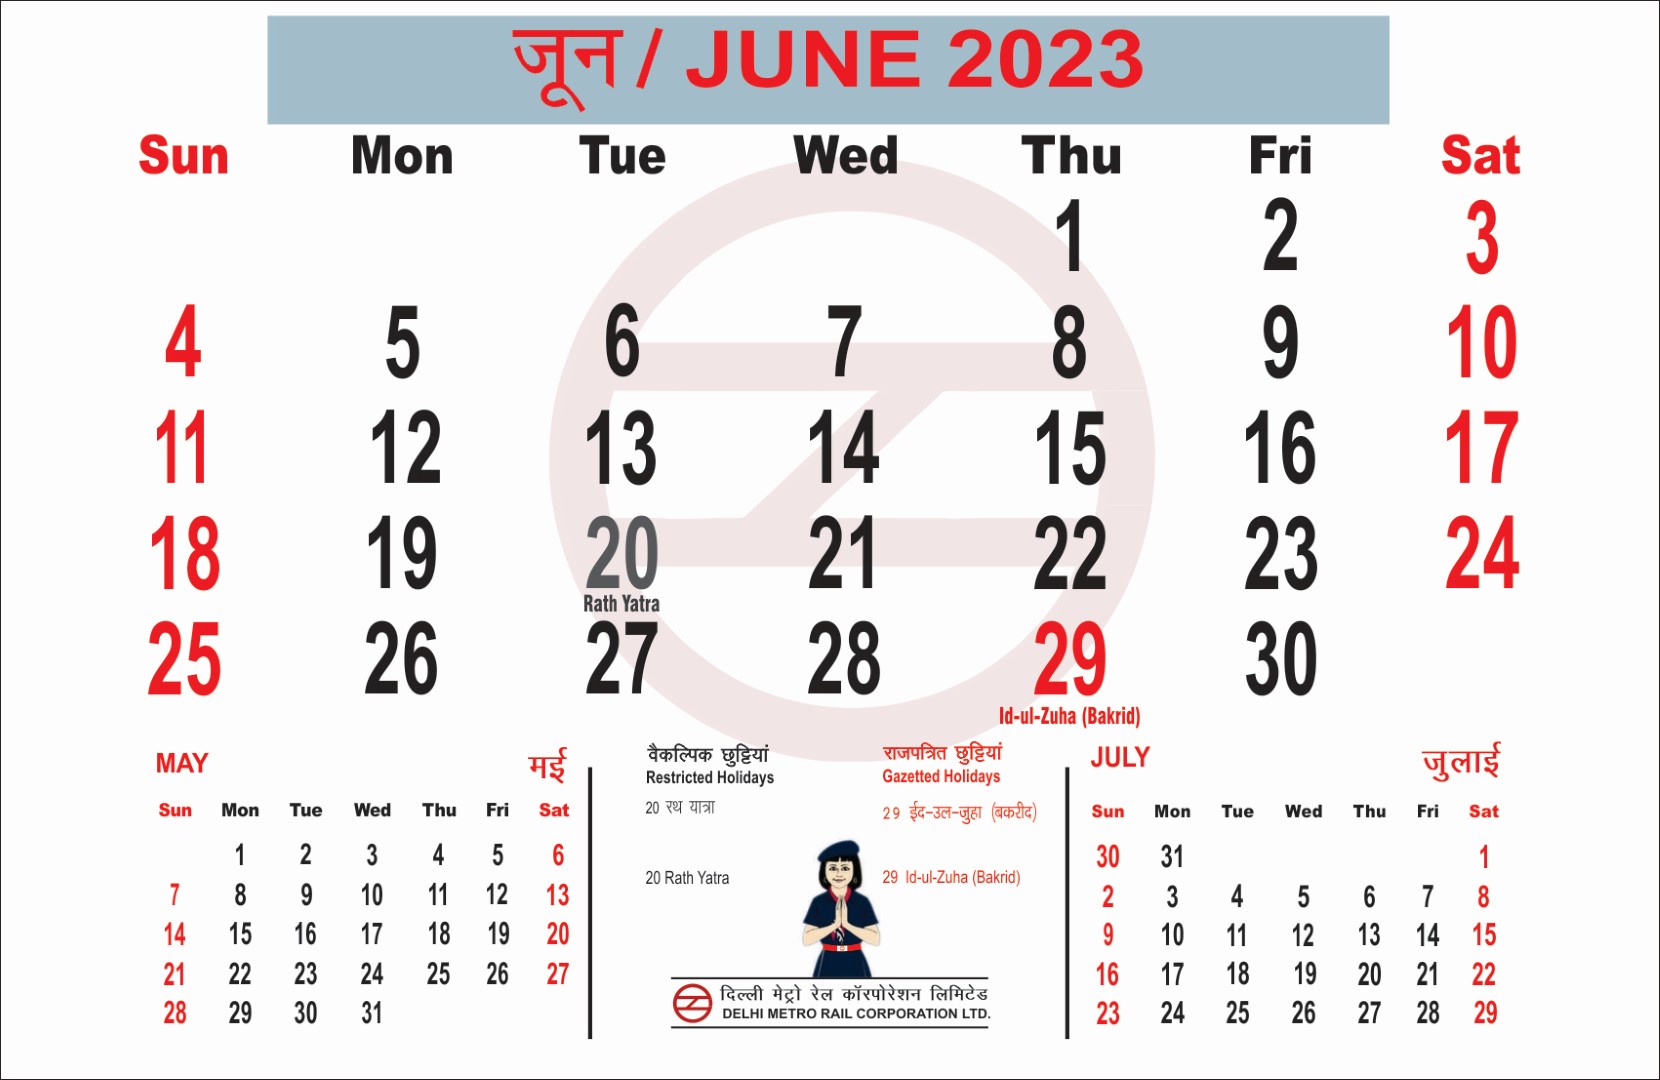 जून / JUNE 2023
Sun Mon Tue Wed Thu Fri Sat
1 2 3
4 5 6 7 8 9 10
11 12 13 14 15 16 17
18 19 20 21 22 23 24
Rath Yatra
25 26 27 28 29 30
Id-ul-Zuha (Bakrid)
MAY मई
Sun Mon Tue Wed Thu Fri Sat
1 2 3 4 5 6
7 8 9 10 11 12 13
14 15 16 17 18 19 20
21 22 23 24 25 26 27
28 29 30 31
वैकल्पिक छुट्टियां
Restricted Holidays
20 रथ यात्रा
20 Rath Yatra
राजपत्रित छुट्टियां
Gazetted Holidays
29 ईद-उल-जुहा (बकरीद)
29 Id-ul-Zuha (Bakrid)
दिल्ली मेट्रो रेल कॉरपोरेशन लिमिटेड
DELHI METRO RAIL CORPORATION LTD.
JULY जुलाई
Sun Mon Tue Wed Thu Fri Sat
30 31 1
2 3 4 5 6 7 8
9 10 11 12 13 14 15
16 17 18 19 20 21 22
23 24 25 26 27 28 29